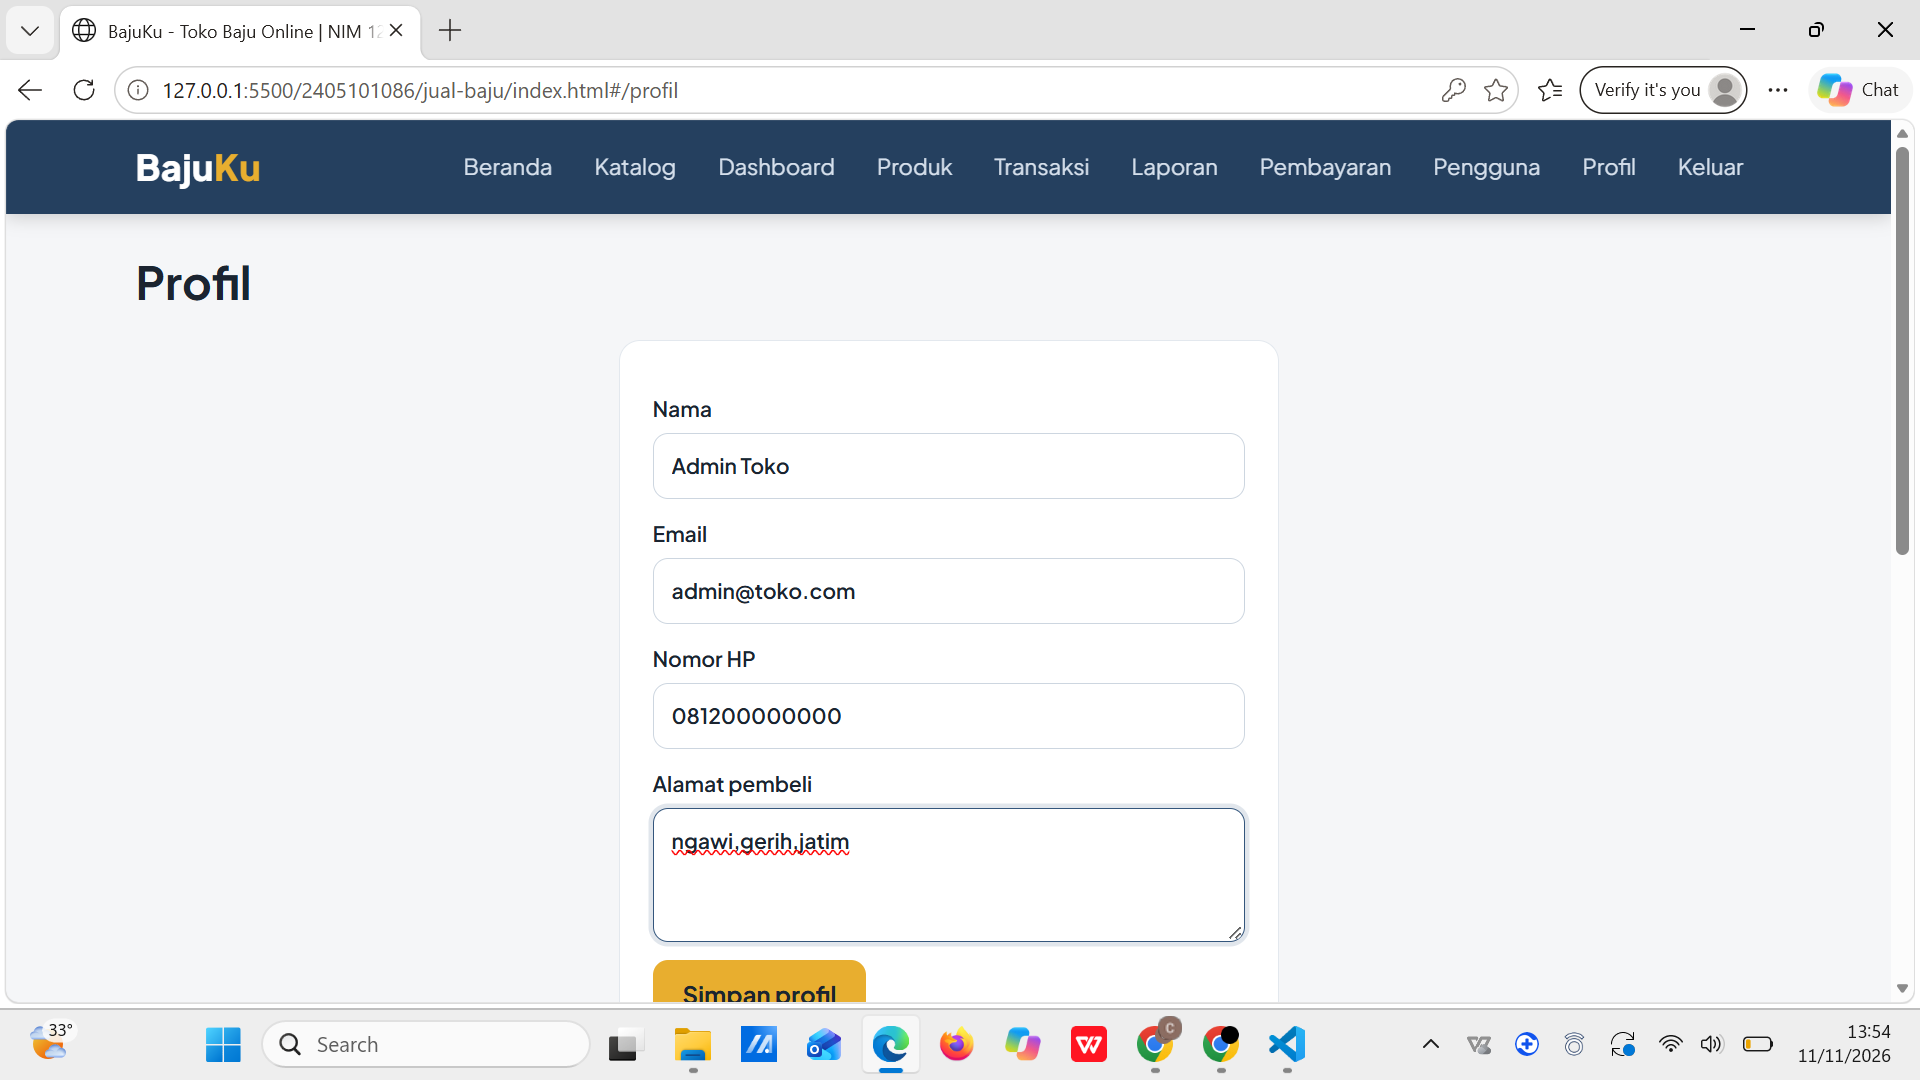 BajuKu - Toko Baju Online | NIM 12
127.0.0.1:5500/2405101086/jual-baju/index.html#/profil
Verify it's you
Chat
BajuKu
Beranda
Katalog
Dashboard
Produk
Transaksi
Laporan
Pembayaran
Pengguna
Profil
Keluar
Profil
Nama
Admin Toko
Email
admin@toko.com
Nomor HP
081200000000
Alamat pembeli
ngawi,gerih,jatim
Simpan profil
33°
Search
C
13:54
11/11/2026